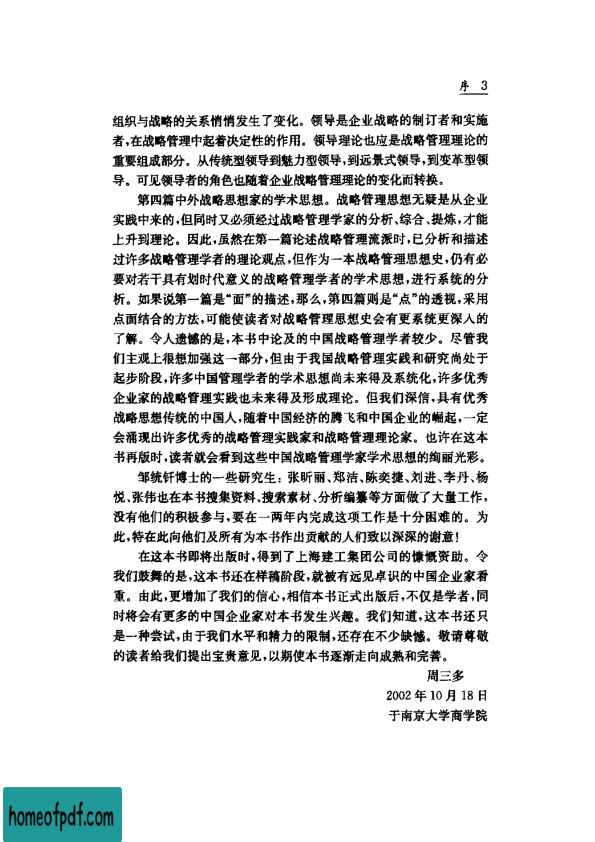 序 3
组织与战略的关系悄悄发生了变化。领导是企业战略的制订者和实施
者,在战略管理中起着决定性的作用。领导理论也应是战略管理理论的
重要组成部分。从传统型领导到魅力型领导,到远景式领导,到变革型领
导。可见领导者的角色也随着企业战略管理理论的变化而转换。
第四篇中外战略思想家的学术思想。战略管理思想无疑是从企业
实践中来的,但同时又必须经过战略管理学家的分析、综合、提炼,才能
上升到理论。因此,虽然在第一篇论述战略管理流派时,已分析和描述
过许多战略管理学者的理论观点,但作为一本战略管理思想史,仍有必
要对若干具有划时代意义的战略管理学者的学术思想,进行系统的分
析。如果说第一篇是“面”的描述,那么,第四篇则是“点”的透视,采用
点面结合的方法,可能使读者对战略管理思想史会有更系统更深入的
了解。令人遗憾的是,本书中论及的中国战略管理学者较少。尽管我
们主观上很想加强这一部分,但由于我国战略管理实践和研究尚处于
起步阶段,许多中国管理学者的学术思想尚未来得及系统化,许多优秀
企业家的战略管理实践也未来得及形成理论。但我们深信,具有优秀
战略思想传统的中国人,随着中国经济的腾飞和中国企业的崛起,一定
会涌现出许多优秀的战略管理实践家和战略管理理论家。也许在这本
书再版时,读者就会看到这些中国战略管理学家学术思想的绚丽光彩。
邹统钎博士的一些研究生:张昕丽、郑洁、陈奕捷、刘进、李丹、杨
悦、张伟也在本书搜集资料、搜索素材、分析编纂等方面做了大量工作,
没有他们的积极参与,要在一两年内完成这项工作是十分困难的。为
此,特在此向他们及所有为本书作出贡献的人们致以深深的谢意!
在这本书即将出版时,得到了上海建工集团公司的慷慨资助。令
我们鼓舞的是,这本书还在样稿阶段,就被有远见卓识的中国企业家看
重。由此,更增加了我们的信心,相信本书正式出版后,不仅是学者,同
时将会有更多的中国企业家对本书发生兴趣。我们知道,这本书还只
是一种尝试,由于我们水平和精力的限制,还存在不少缺憾。敬请尊敬
的读者给我们提出宝贵意见,以期使本书逐渐走向成熟和完善。
周三多
2002 年 10 月 18 日
于南京大学商学院
homeofpdf.com